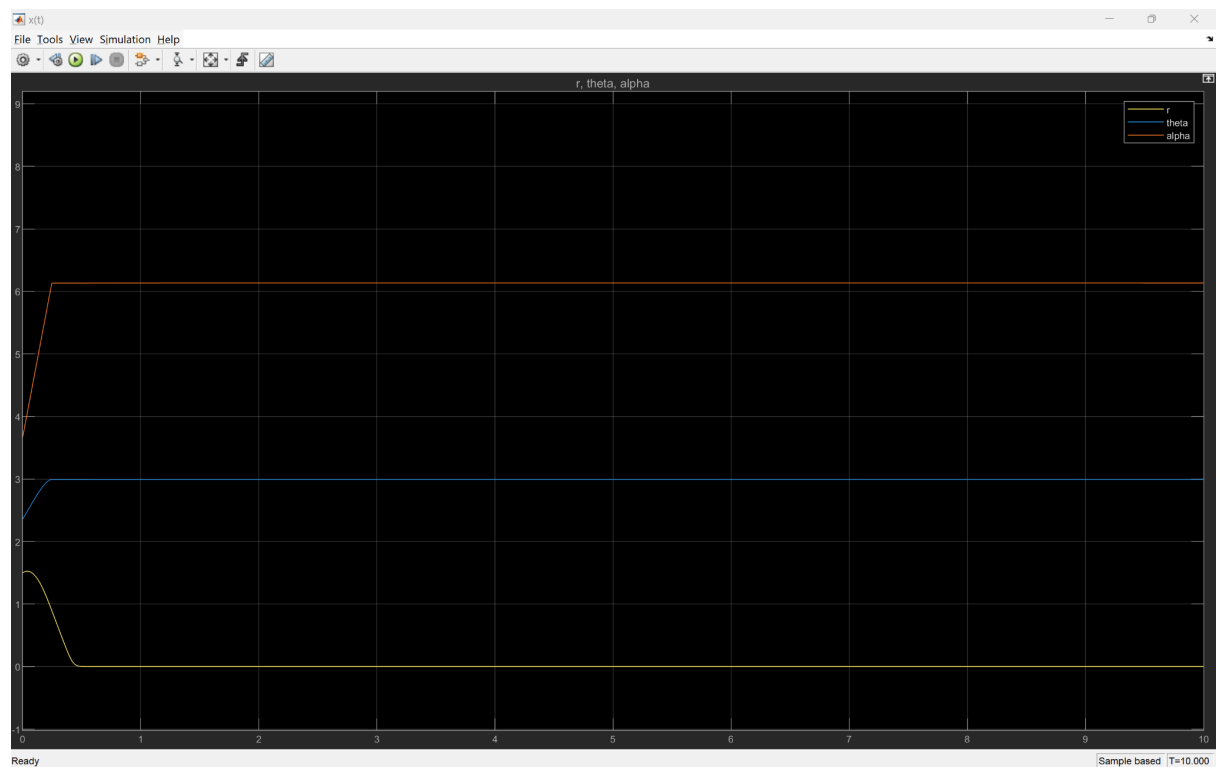 x(t)
File Tools View Simulation Help
r, theta, alpha
r
theta
alpha
9
8
7
6
5
4
3
2
1
0
-1
0 1 2 3 4 5 6 7 8 9 10
Ready Sample based T=10.000